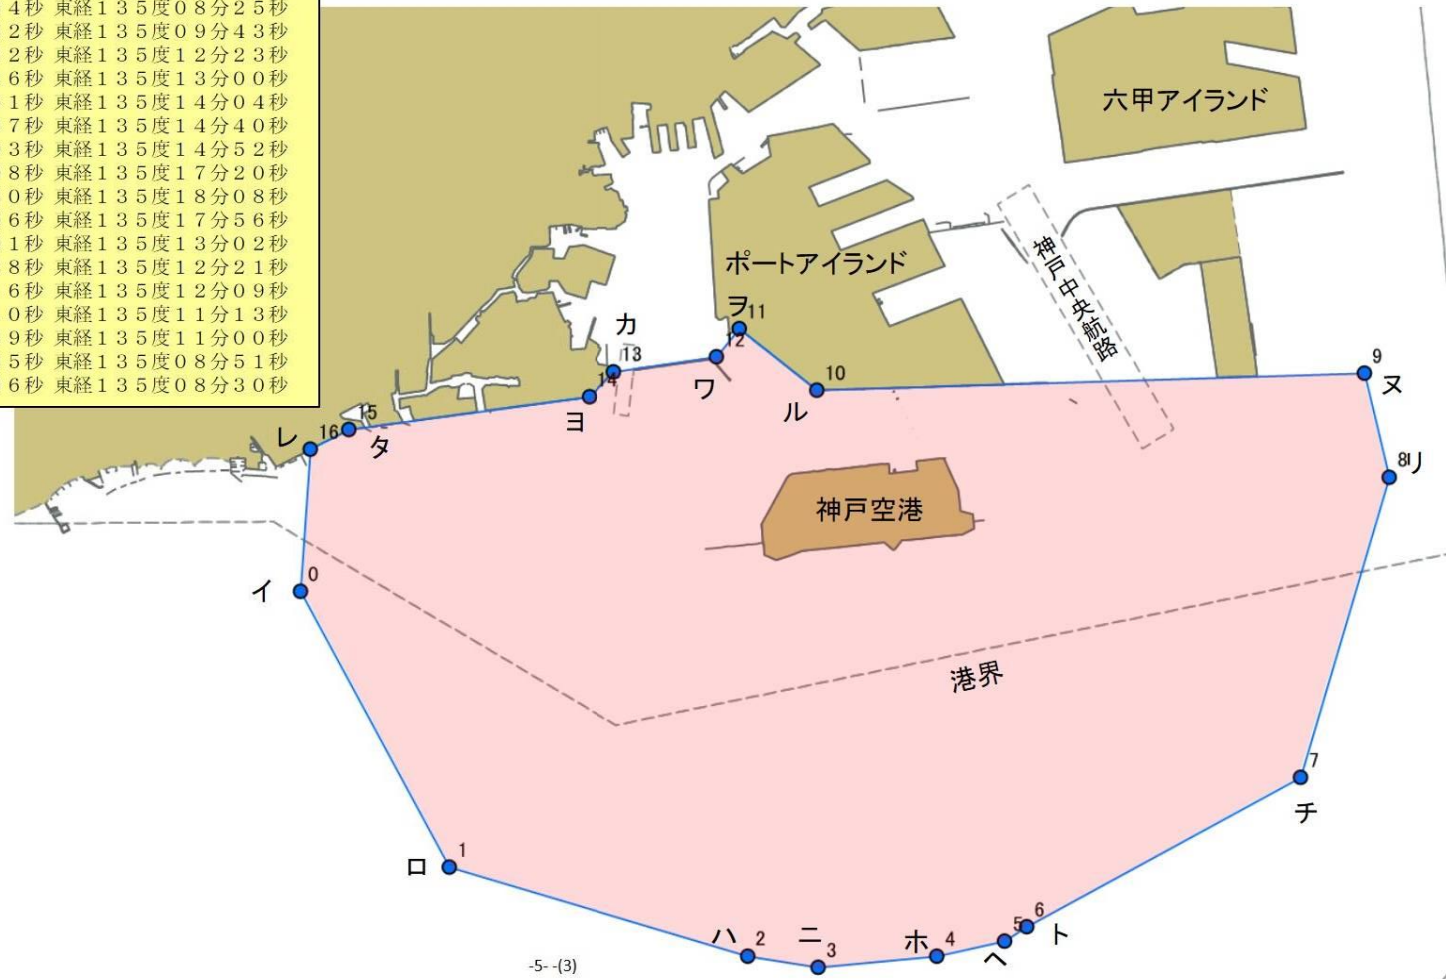 ４秒 東経１３５度０８分２５秒
２秒 東経１３５度０９分４３秒
２秒 東経１３５度１２分２３秒
６秒 東経１３５度１３分００秒
１秒 東経１３５度１４分０４秒
７秒 東経１３５度１４分４０秒
３秒 東経１３５度１４分５２秒
８秒 東経１３５度１７分２０秒
０秒 東経１３５度１８分０８秒
６秒 東経１３５度１７分５６秒
１秒 東経１３５度１３分０２秒
８秒 東経１３５度１２分２１秒
６秒 東経１３５度１２分０９秒
０秒 東経１３５度１１分１３秒
９秒 東経１３５度１１分００秒
５秒 東経１３５度０８分５１秒
６秒 東経１３５度０８分３０秒
六甲アイランド
ポートアイランド
神戸中央航路
ヲ 11
カ 13
12
ワ
10
ル
9
ヌ
14
ヨ
15
タ
レ 16
8 リ
神戸空港
イ 0
港界
7
チ
ロ 1
ハ 2
ニ 3
ホ 4
5
ヘ
6
ト
-5- -(3)